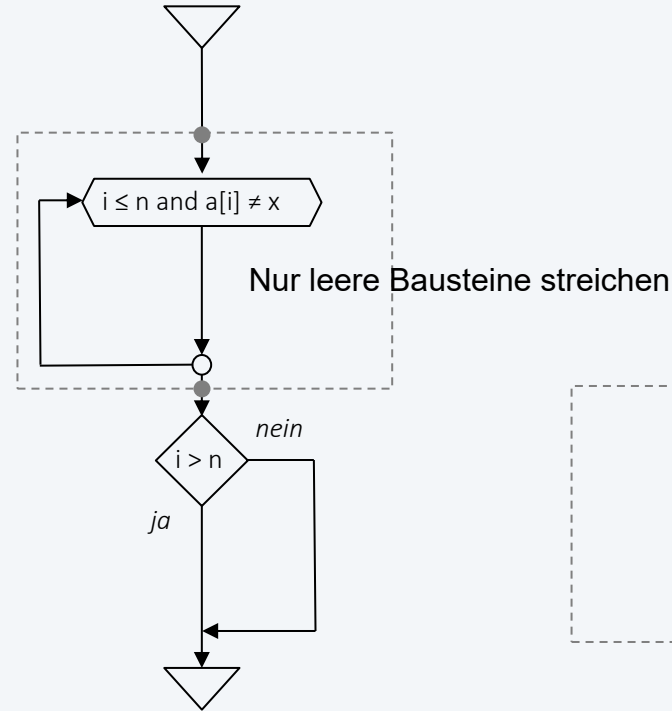 i ≤ n and a[i] ≠ x
Nur leere Bausteine streichen
nein
i > n
ja